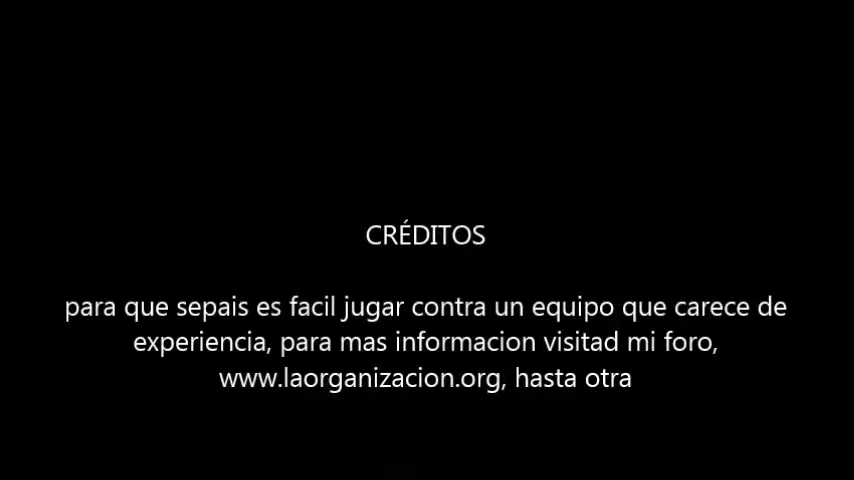 CRÉDITOS
para que sepais es facil jugar contra un equipo que carece de
experiencia, para mas informacion visitad mi foro,
www.laorganizacion.org, hasta otra